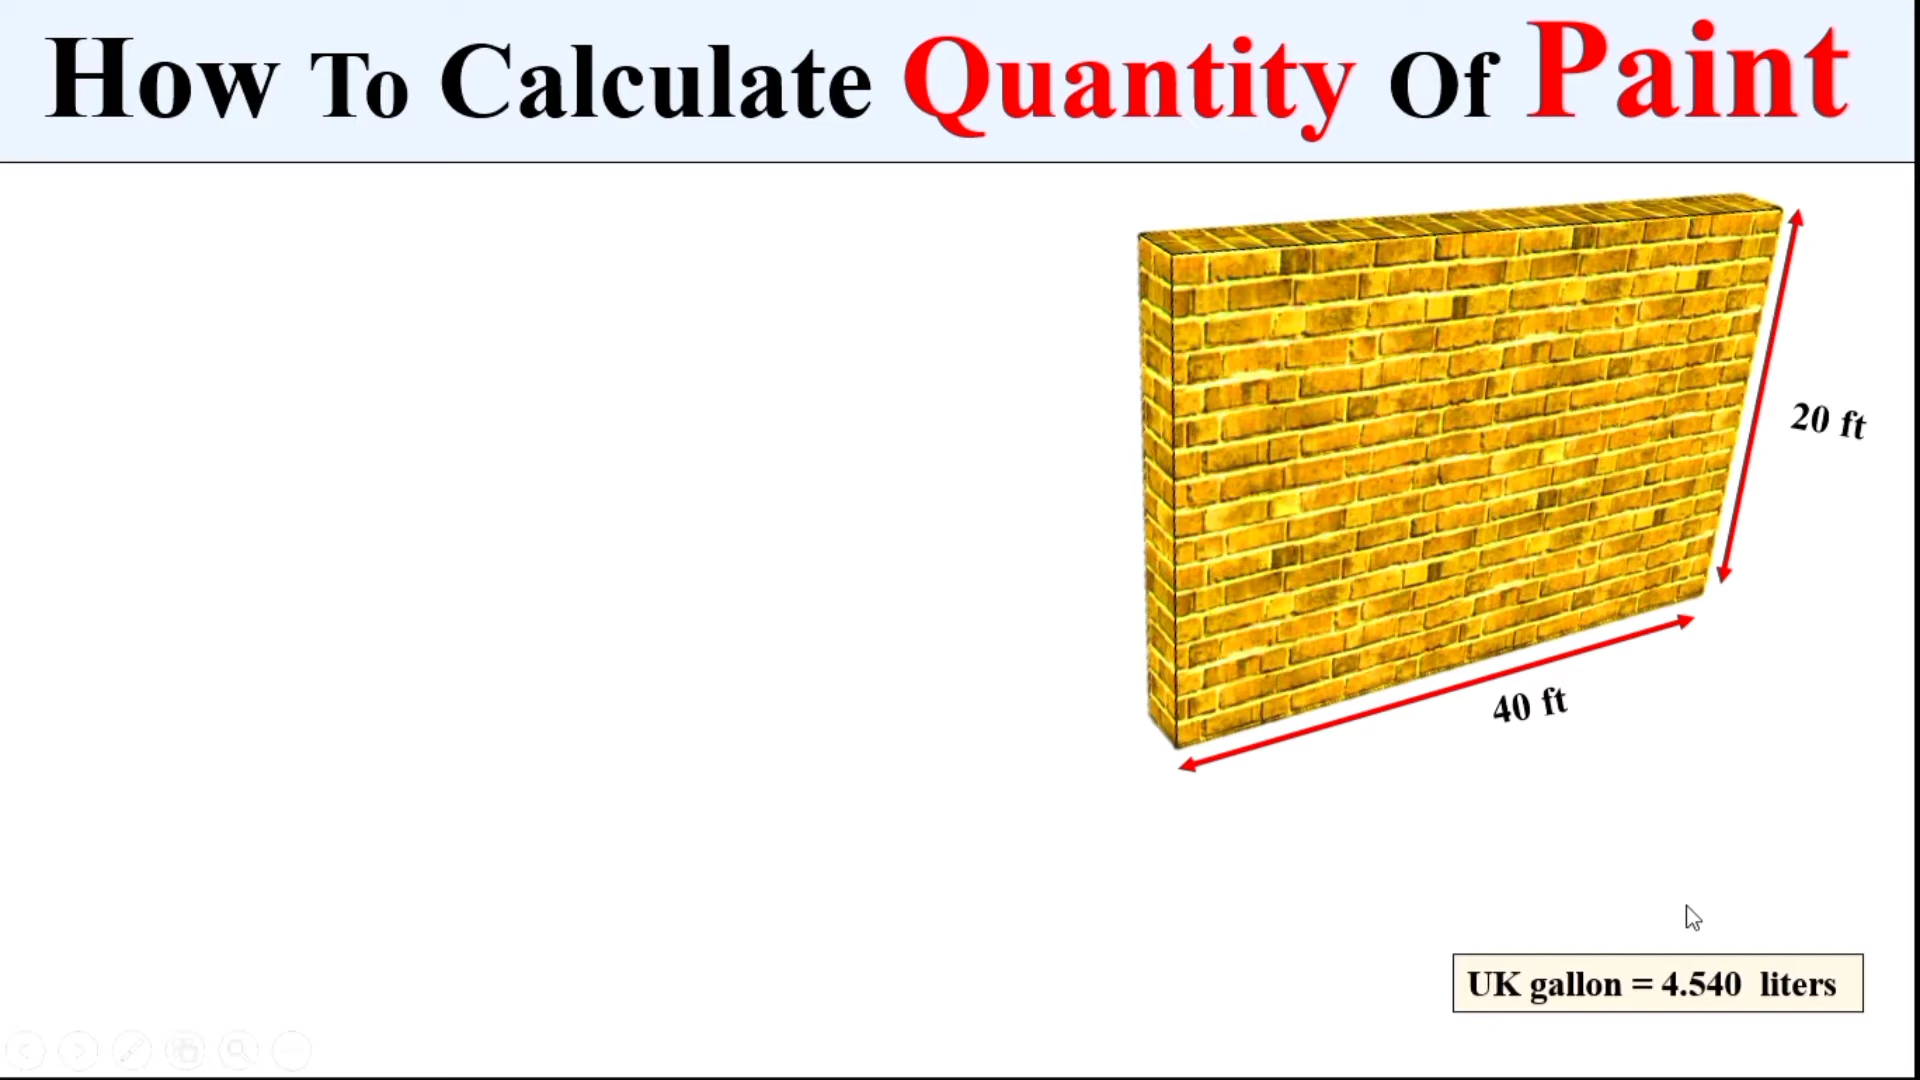 How To Calculate Quantity Of Paint
20 ft
40 ft
UK gallon = 4.540 liters